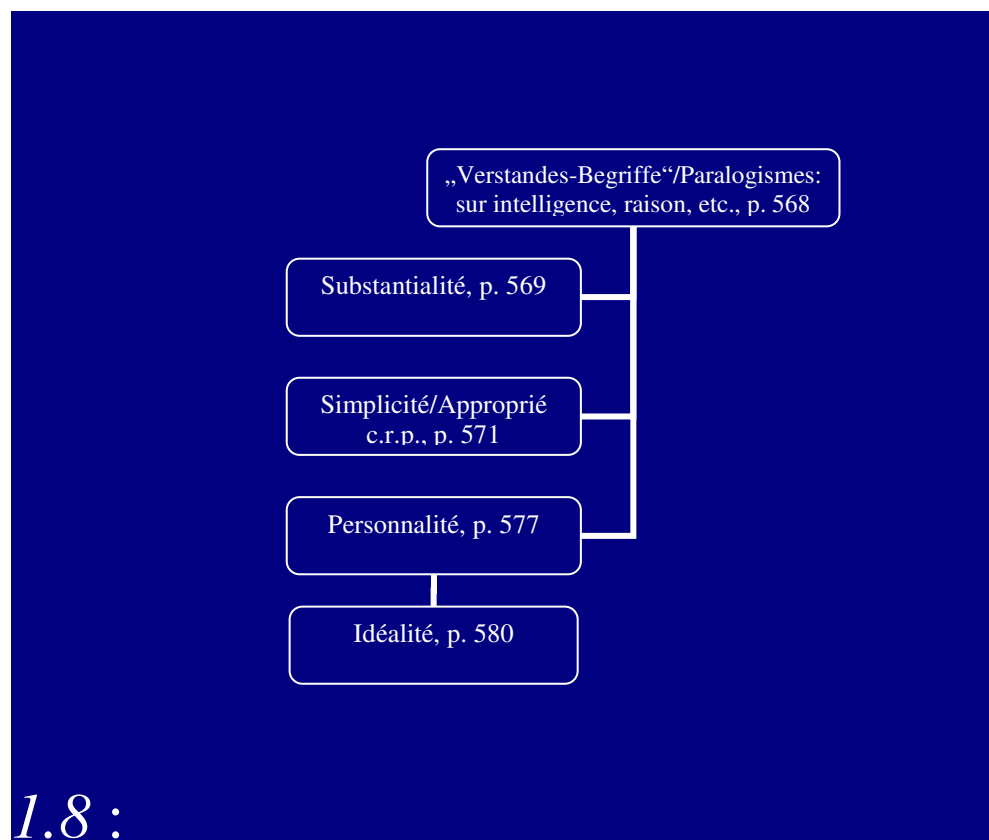 „Verstandes-Begriffe“/Paralogismes:
sur intelligence, raison, etc., p. 568
Substantialité, p. 569
Simplicité/Approprié
c.r.p., p. 571
Personnalité, p. 577
Idéalité, p. 580
1.8 :